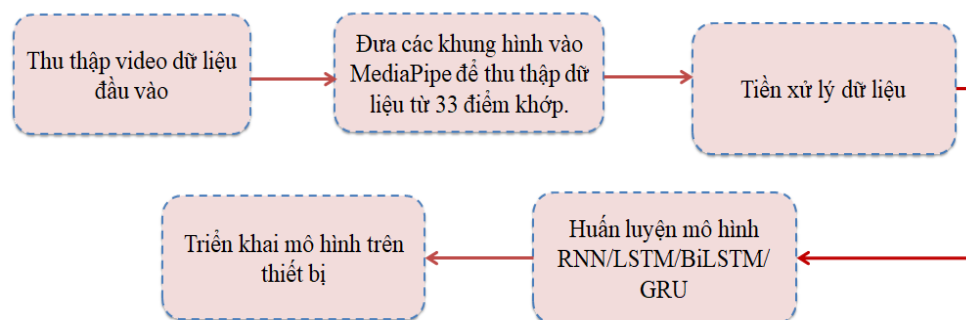 Thu thập video dữ liệu
đầu vào
Đưa các khung hình vào
MediaPipe để thu thập dữ
liệu từ 33 điểm khớp.
Tiền xử lý dữ liệu
Huấn luyện mô hình
RNN/LSTM/BiLSTM/
GRU
Triển khai mô hình trên
thiết bị